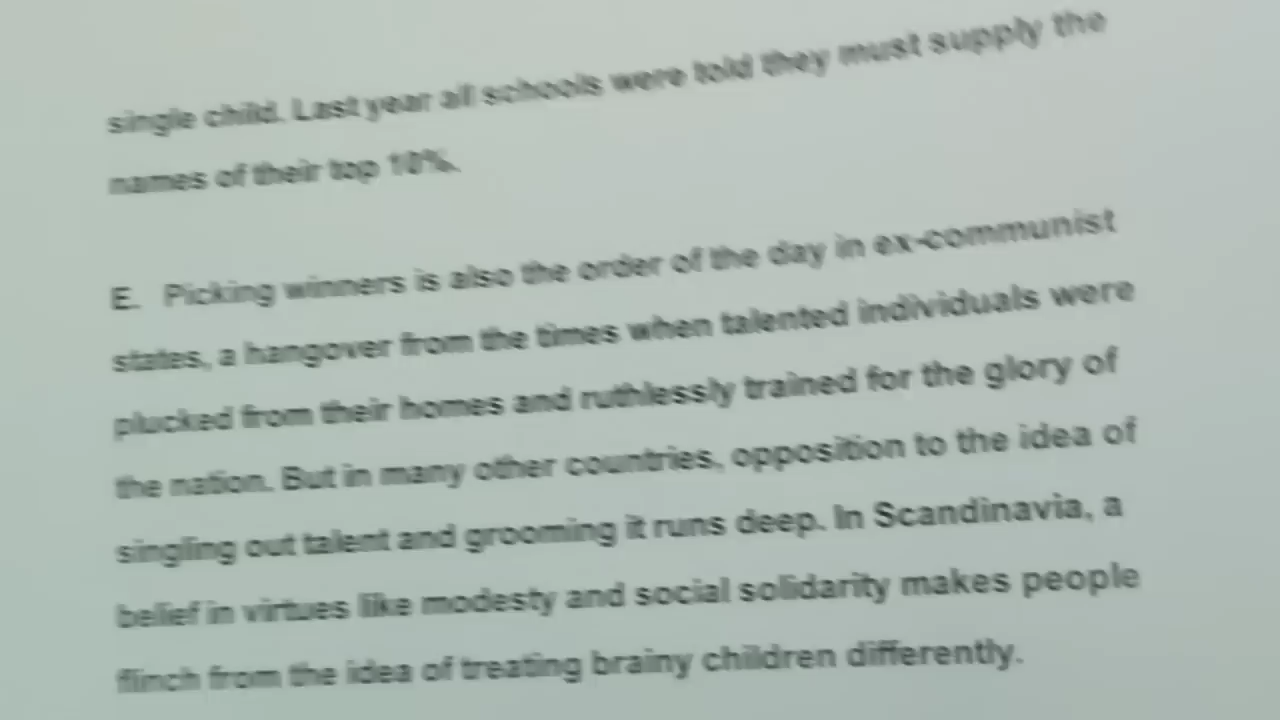 single child. Last year all schools were told they must supply the
names of their top 10%.
E. Picking winners is also the order of the day in ex-communist
states, a hangover from the times when talented individuals were
plucked from their homes and ruthlessly trained for the glory of
the nation. But in many other countries, opposition to the idea of
singling out talent and grooming it runs deep. In Scandinavia, a
belief in virtues like modesty and social solidarity makes people
flinch from the idea of treating brainy children differently.